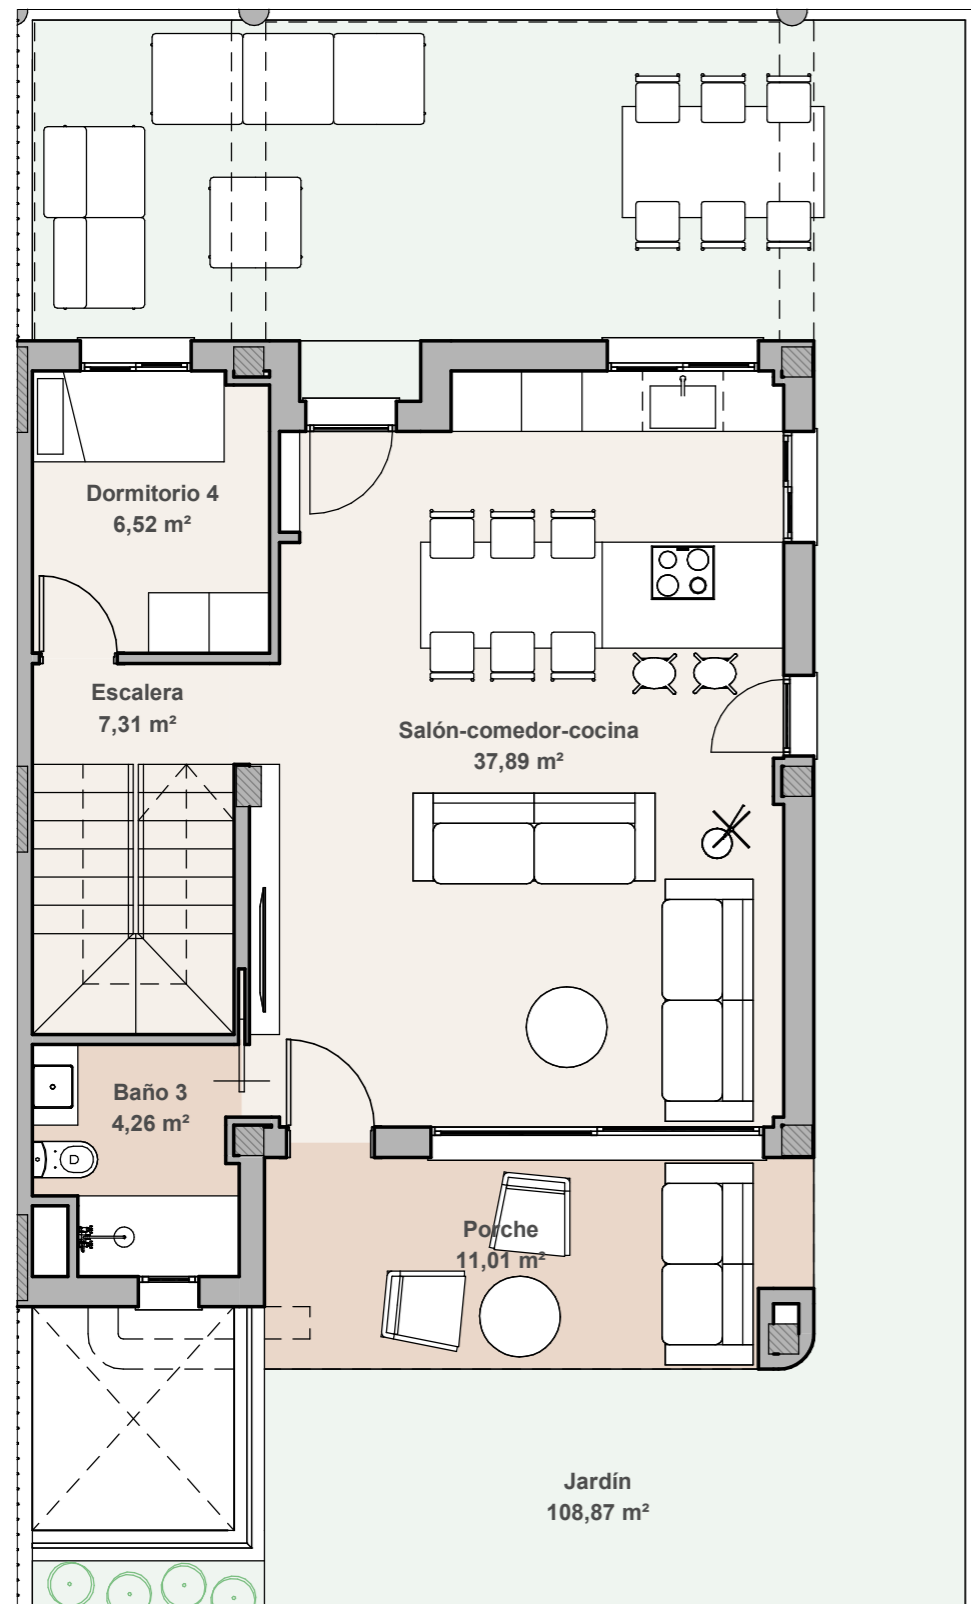 Dormitorio 4
6,52 m²
Escalera
7,31 m²
Salón-comedor-cocina
37,89 m²
Baño 3
4,26 m²
Porche
11,01 m²
Jardín
108,87 m²